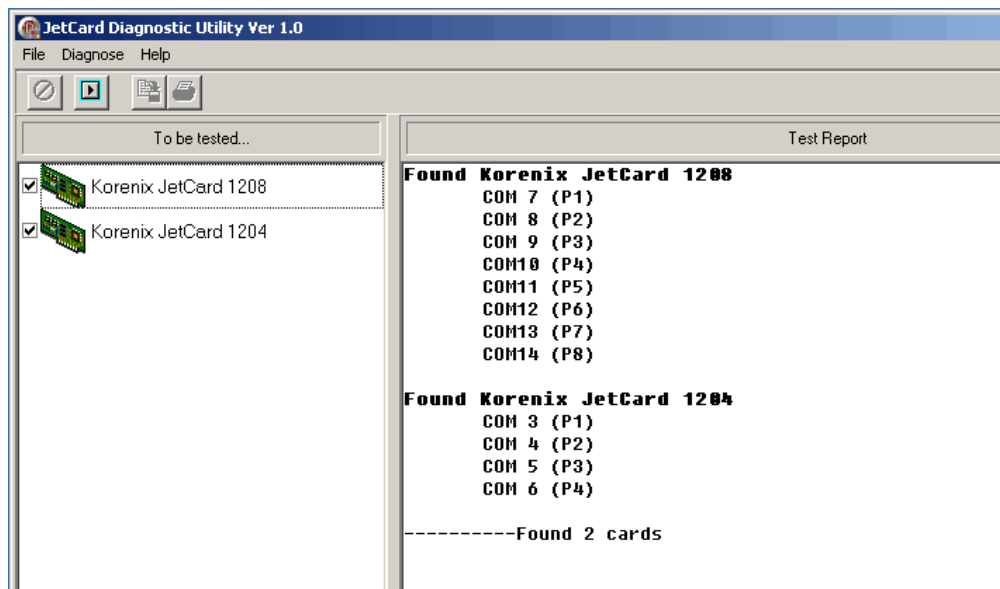 JetCard Diagnostic Utility Ver 1.0
File Diagnose Help
To be tested...
Korenix JetCard 1208
Korenix JetCard 1204
Test Report
Found Korenix JetCard 1208
COM 7 (P1)
COM 8 (P2)
COM 9 (P3)
COM10 (P4)
COM11 (P5)
COM12 (P6)
COM13 (P7)
COM14 (P8)
Found Korenix JetCard 1204
COM 3 (P1)
COM 4 (P2)
COM 5 (P3)
COM 6 (P4)
----------Found 2 cards